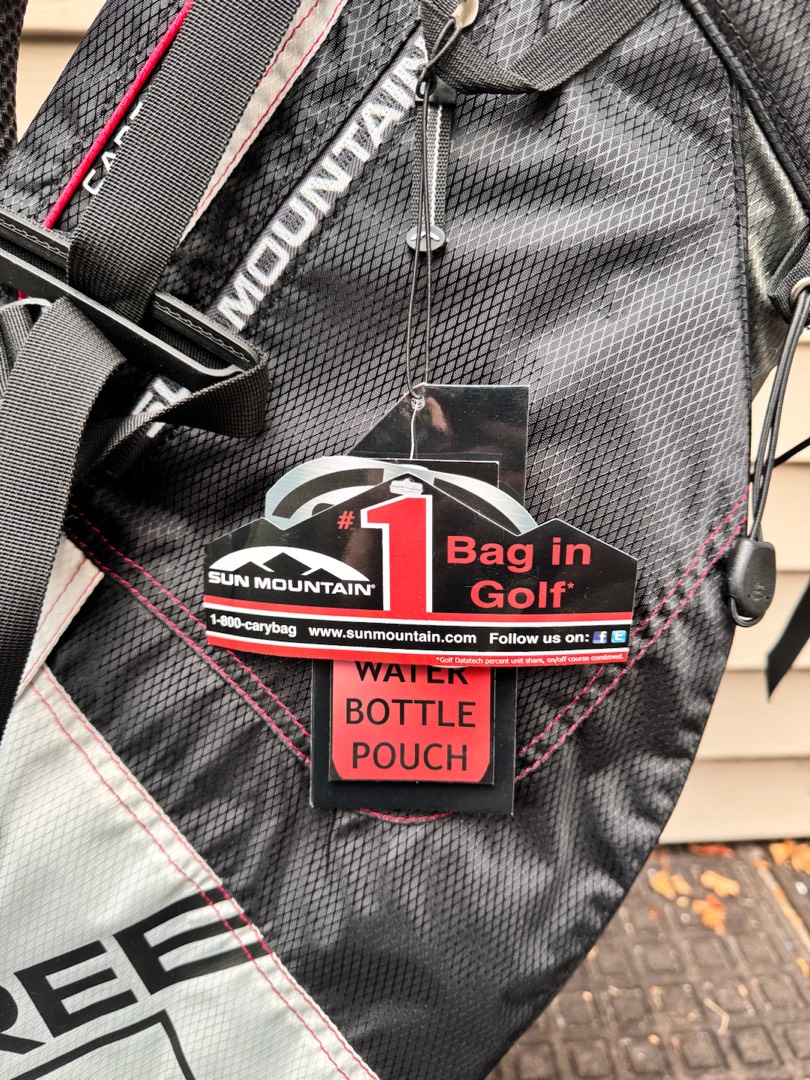 MOUNTAIN
#1 Bag in
Golf*
SUN MOUNTAIN®
1-800-carybag www.sunmountain.com Follow us on: f t
*Golf Datatech percent unit share, on/off course combined.
WATER
BOTTLE
POUCH
REE